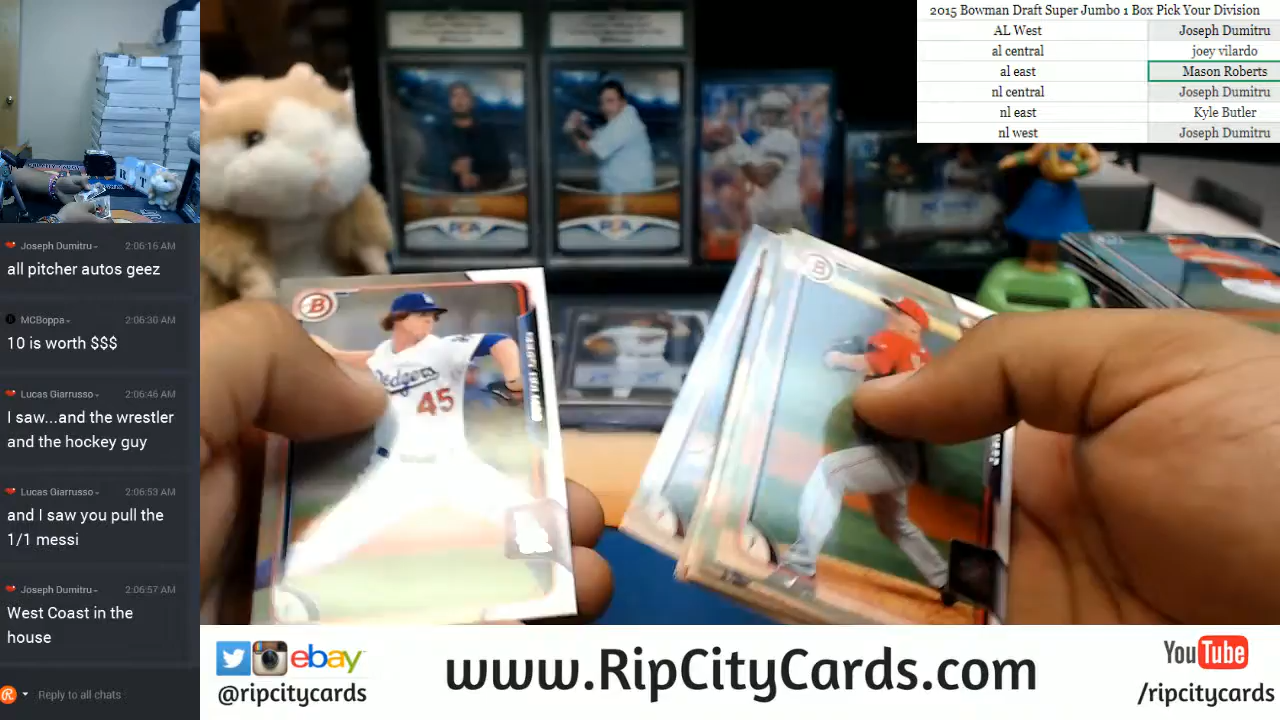 2015 Bowman Draft Super Jumbo 1 Box Pick Your Division
AL West Joseph Dumitru
al central joey vilardo
al east Mason Roberts
nl central Joseph Dumitru
nl east Kyle Butler
nl west Joseph Dumitru
Joseph Dumitru 2:06:16 AM
all pitcher autos geez
MCBoppa 2:06:30 AM
10 is worth $$$
Lucas Giarrusso 2:06:46 AM
I saw...and the wrestler
and the hockey guy
Lucas Giarrusso 2:06:53 AM
and I saw you pull the
1/1 messi
Joseph Dumitru 2:06:57 AM
West Coast in the
house
Reply to all chats
B
Dodgers
45
B
ebay
@ripcitycards
www.RipCityCards.com
YouTube
/ripcitycards